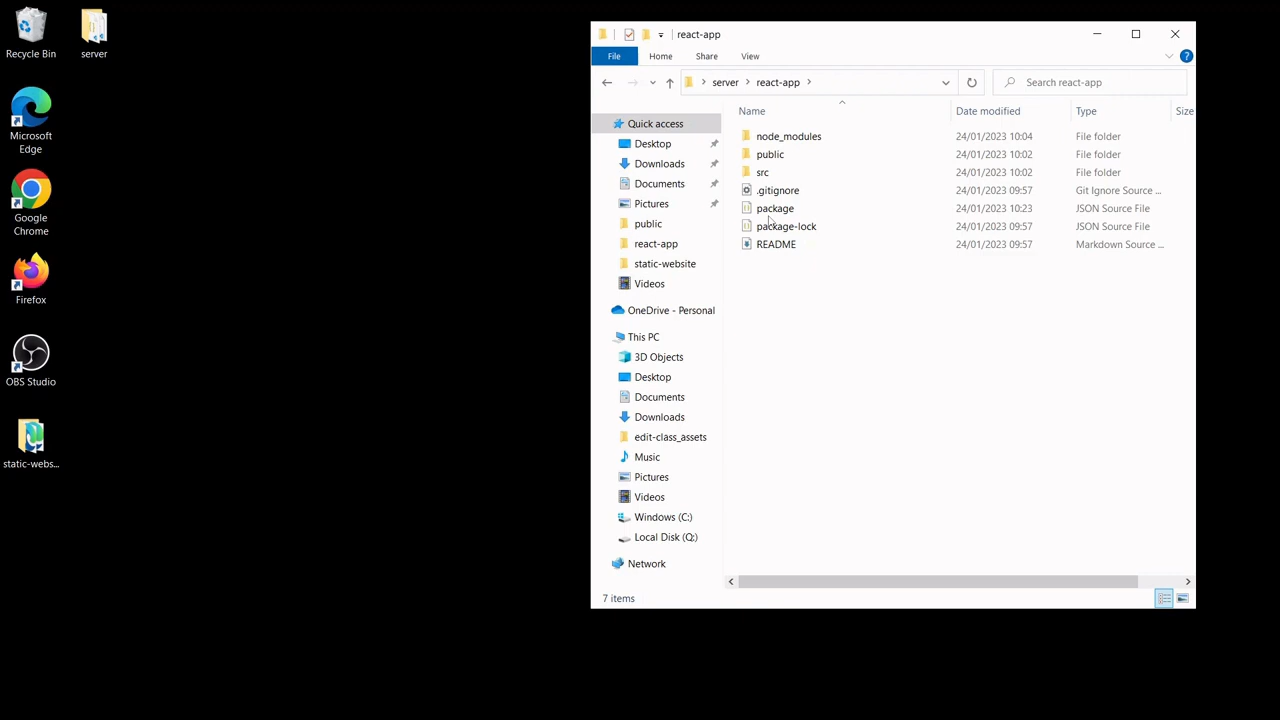 Recycle Bin
server
Microsoft
Edge
Google
Chrome
Firefox
OBS Studio
static-webs...
react-app
File
Home
Share
View
server
react-app
Search react-app
Name
Date modified
Type
Size
Quick access
Desktop
Downloads
Documents
Pictures
public
react-app
static-website
Videos
OneDrive - Personal
This PC
3D Objects
Desktop
Documents
Downloads
edit-class_assets
Music
Pictures
Videos
Windows (C:)
Local Disk (Q:)
Network
node_modules 24/01/2023 10:04 File folder
public 24/01/2023 10:02 File folder
src 24/01/2023 10:02 File folder
.gitignore 24/01/2023 09:57 Git Ignore Source ...
package 24/01/2023 10:23 JSON Source File
package-lock 24/01/2023 09:57 JSON Source File
README 24/01/2023 09:57 Markdown Source ...
7 items